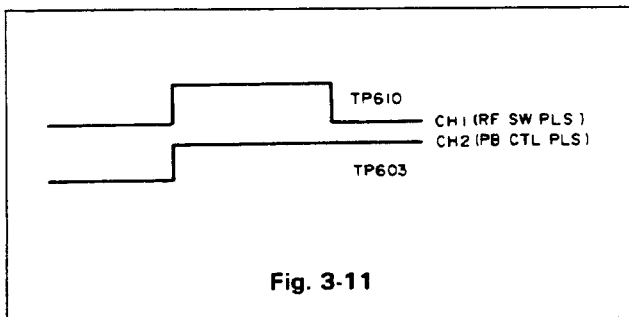 TP610
CH1 (RF SW PLS)
CH2 (PB CTL PLS)
TP603
Fig. 3-11